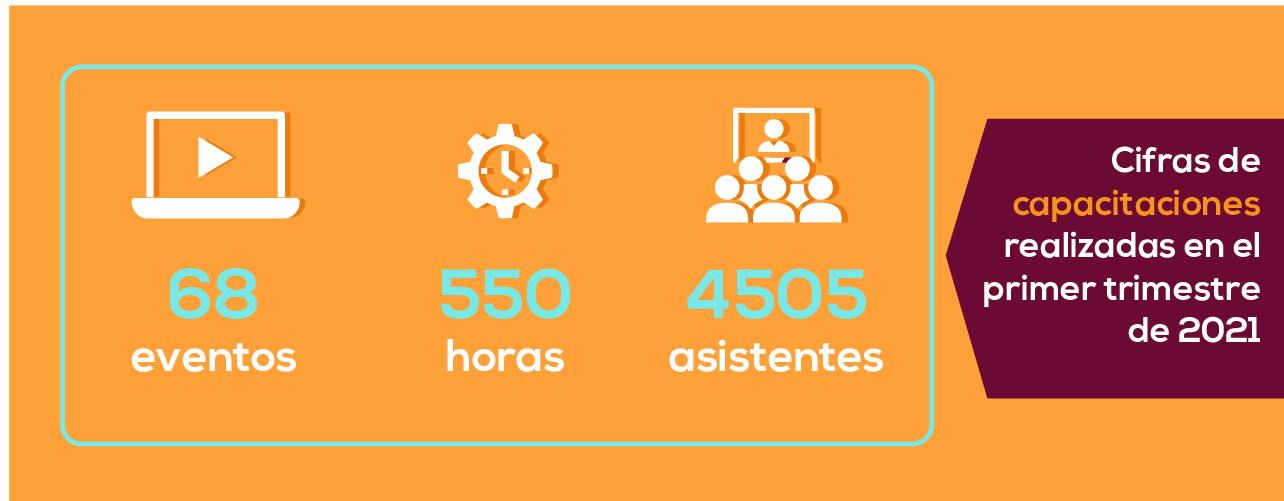 68
eventos
550
horas
4505
asistentes
Cifras de
capacitaciones
realizadas en el
primer trimestre
de 2021